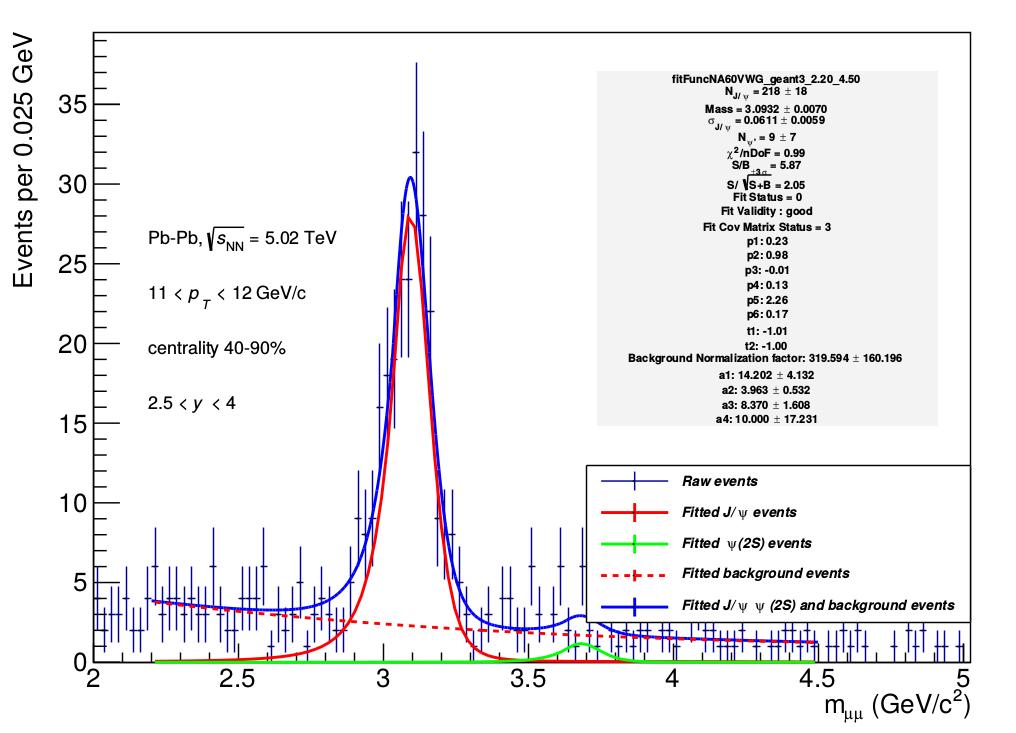 Events per 0.025 GeV
35
30
25
20
15
10
5
0
2
2.5
3
3.5
4
4.5
5
m_μμ (GeV/c²)
Pb-Pb, √s_NN = 5.02 TeV
11 < p_T < 12 GeV/c
centrality 40-90%
2.5 < y < 4
fitFuncNA60VWG_geant3_2.20_4.50
N_J/ψ = 218 ± 18
Mass = 3.0932 ± 0.0070
σ_J/ψ = 0.0611 ± 0.0059
N_ψ' = 9 ± 7
χ²/nDoF = 0.99
S/B_±3σ = 5.87
S/ √S+B = 2.05
Fit Status = 0
Fit Validity : good
Fit Cov Matrix Status = 3
p1: 0.23
p2: 0.98
p3: -0.01
p4: 0.13
p5: 2.26
p6: 0.17
t1: -1.01
t2: -1.00
Background Normalization factor: 319.594 ± 160.196
a1: 14.202 ± 4.132
a2: 3.963 ± 0.532
a3: 8.370 ± 1.608
a4: 10.000 ± 17.231
Raw events
Fitted J/ψ events
Fitted ψ(2S) events
Fitted background events
Fitted J/ψ ψ (2S) and background events